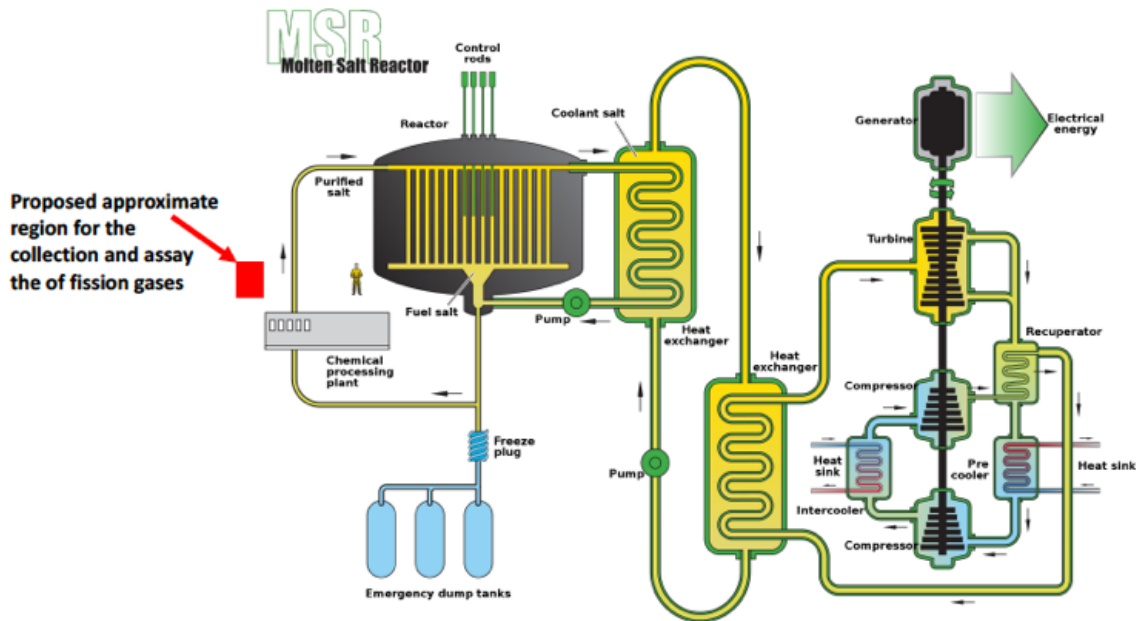 MSR
Molten Salt Reactor
Control
rods
Reactor
Coolant salt
Generator
Electrical
energy
Purified
salt
Proposed approximate
region for the
collection and assay
the of fission gases
Turbine
Fuel salt
Pump
Heat
exchanger
Recuperator
Chemical
processing
plant
Heat
exchanger
Compressor
Freeze
plug
Pump
Heat
sink
Pre
cooler
Heat sink
Intercooler
Compressor
Emergency dump tanks